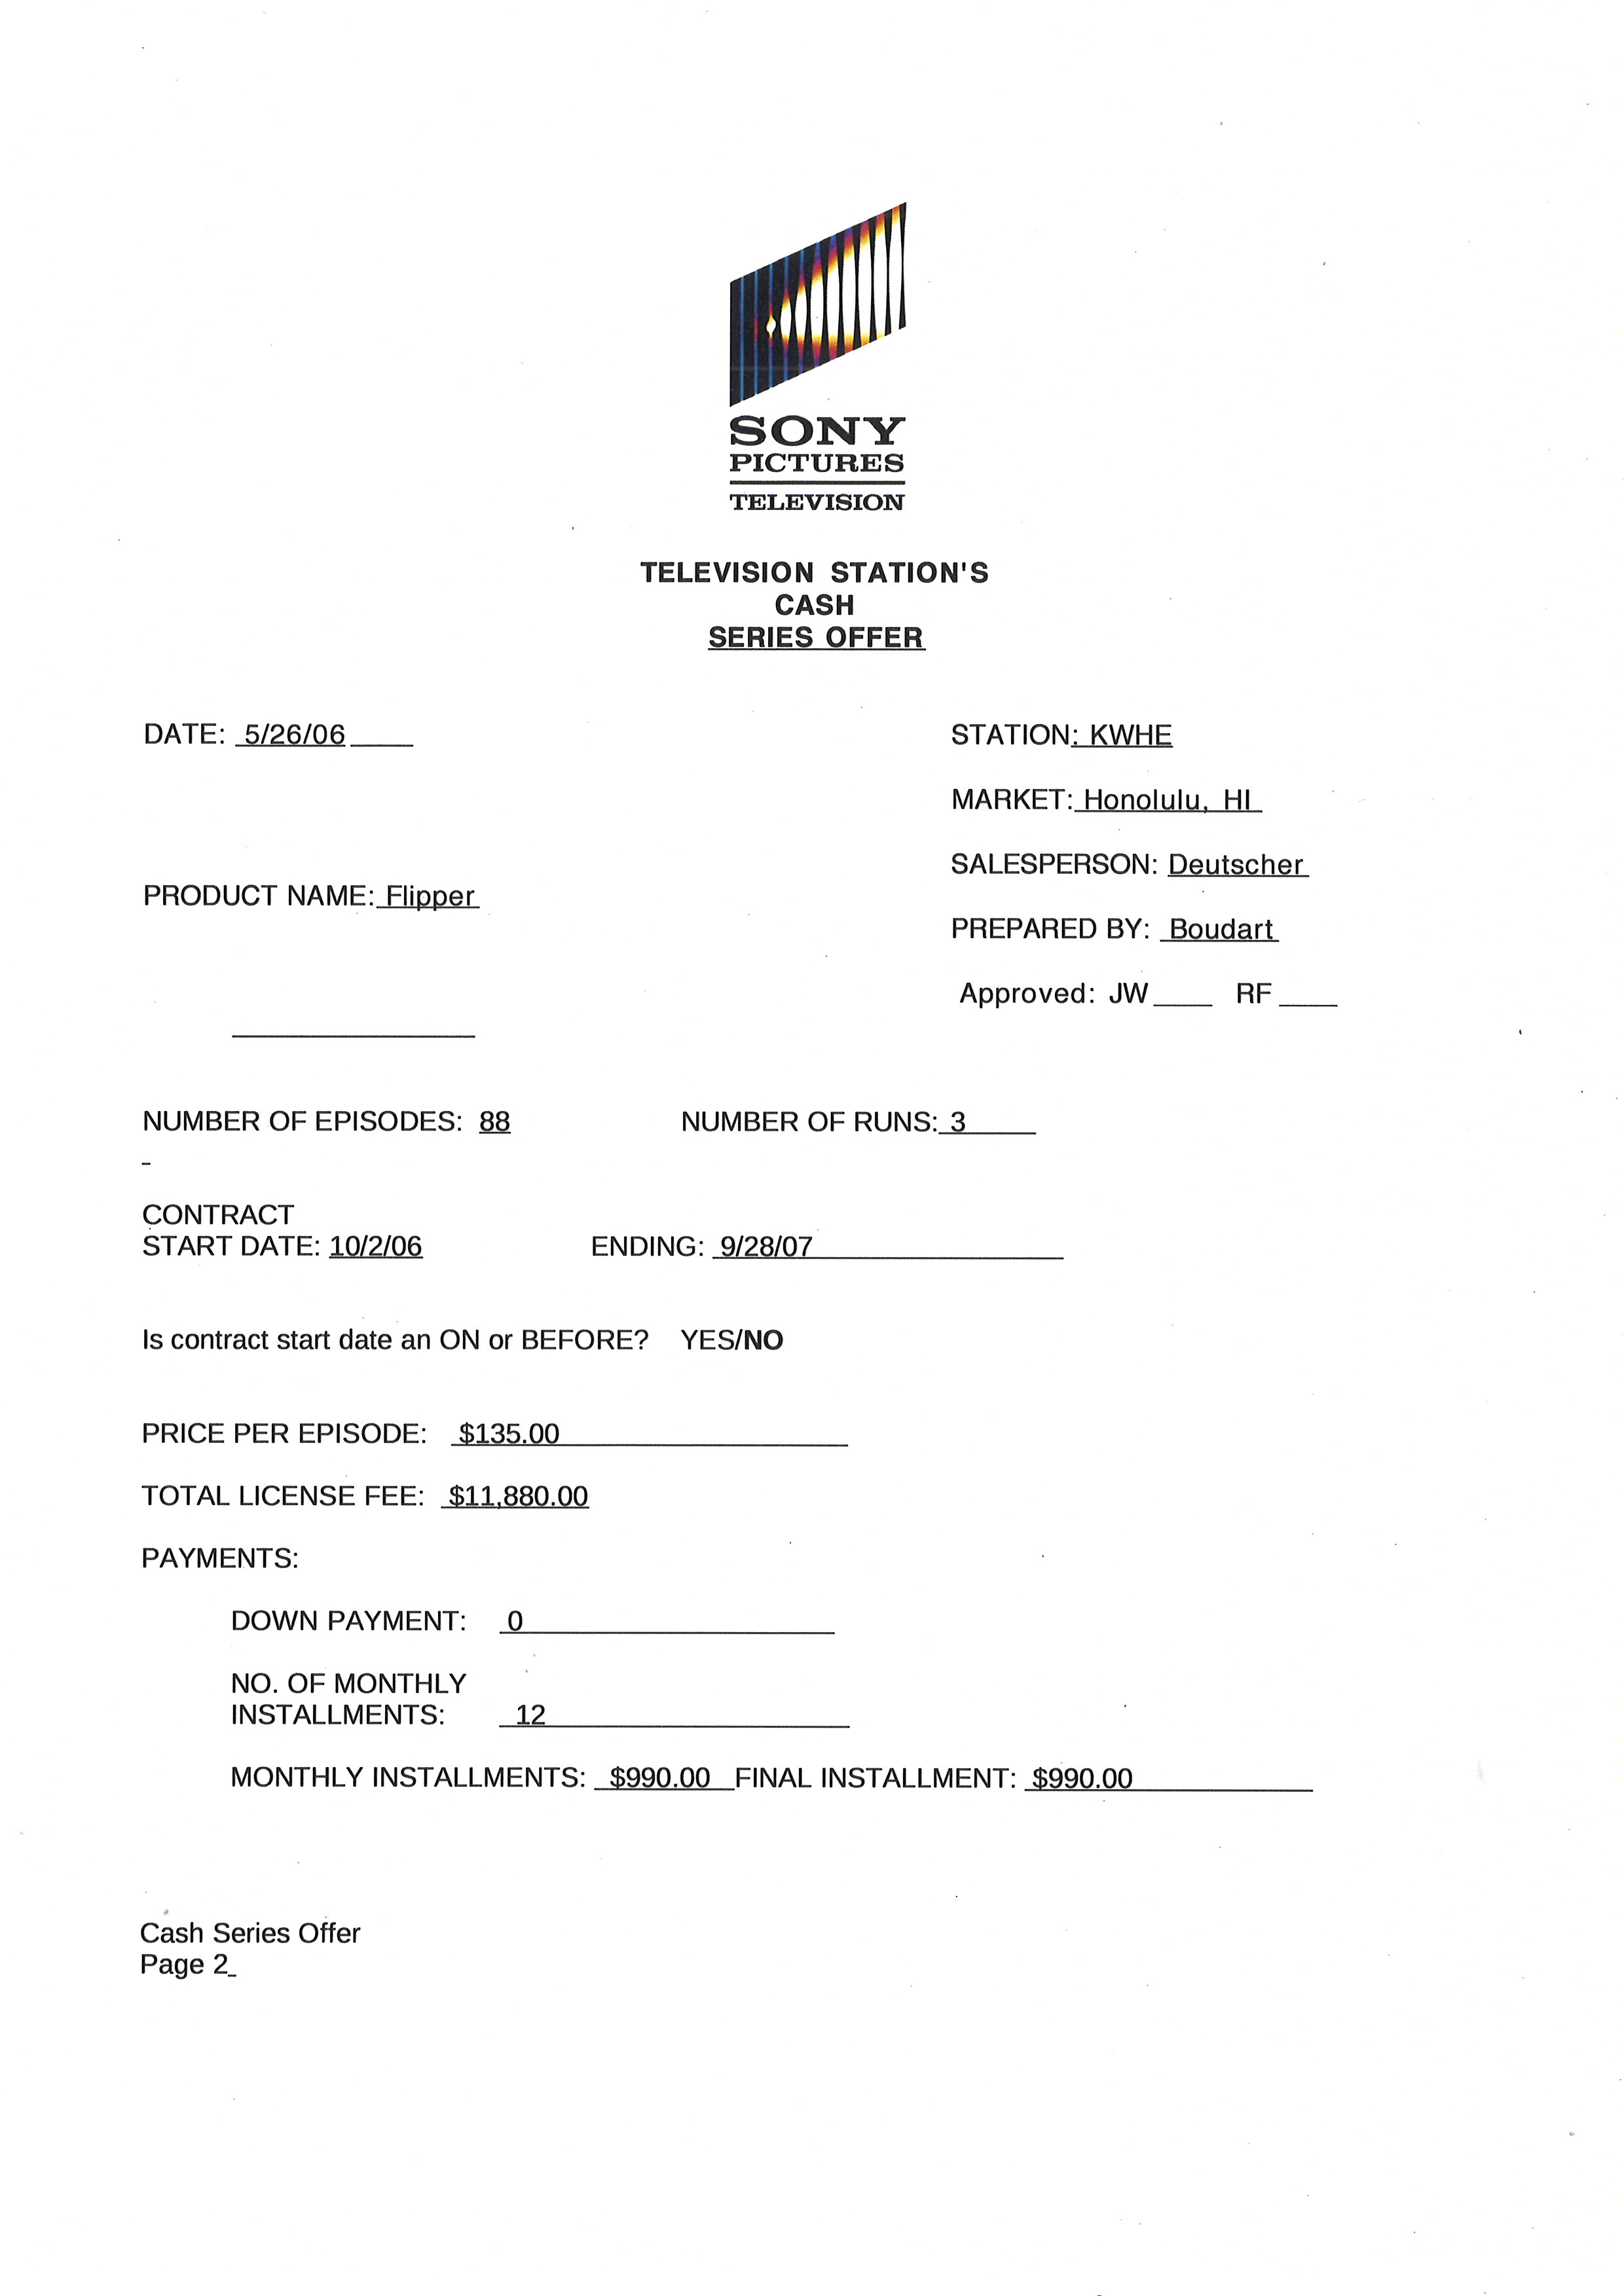 SONY
PICTURES
TELEVISION
TELEVISION STATION'S
CASH
SERIES OFFER
DATE: 5/26/06
STATION: KWHE
MARKET: Honolulu, HI
SALESPERSON: Deutscher
PRODUCT NAME: Flipper
PREPARED BY: Boudart
Approved: JW____ RF____
NUMBER OF EPISODES: 88 NUMBER OF RUNS: 3
CONTRACT
START DATE: 10/2/06 ENDING: 9/28/07
Is contract start date an ON or BEFORE? YES/NO
PRICE PER EPISODE: $135.00
TOTAL LICENSE FEE: $11,880.00
PAYMENTS:
DOWN PAYMENT: 0
NO. OF MONTHLY
INSTALLMENTS: 12
MONTHLY INSTALLMENTS: $990.00 FINAL INSTALLMENT: $990.00
Cash Series Offer
Page 2